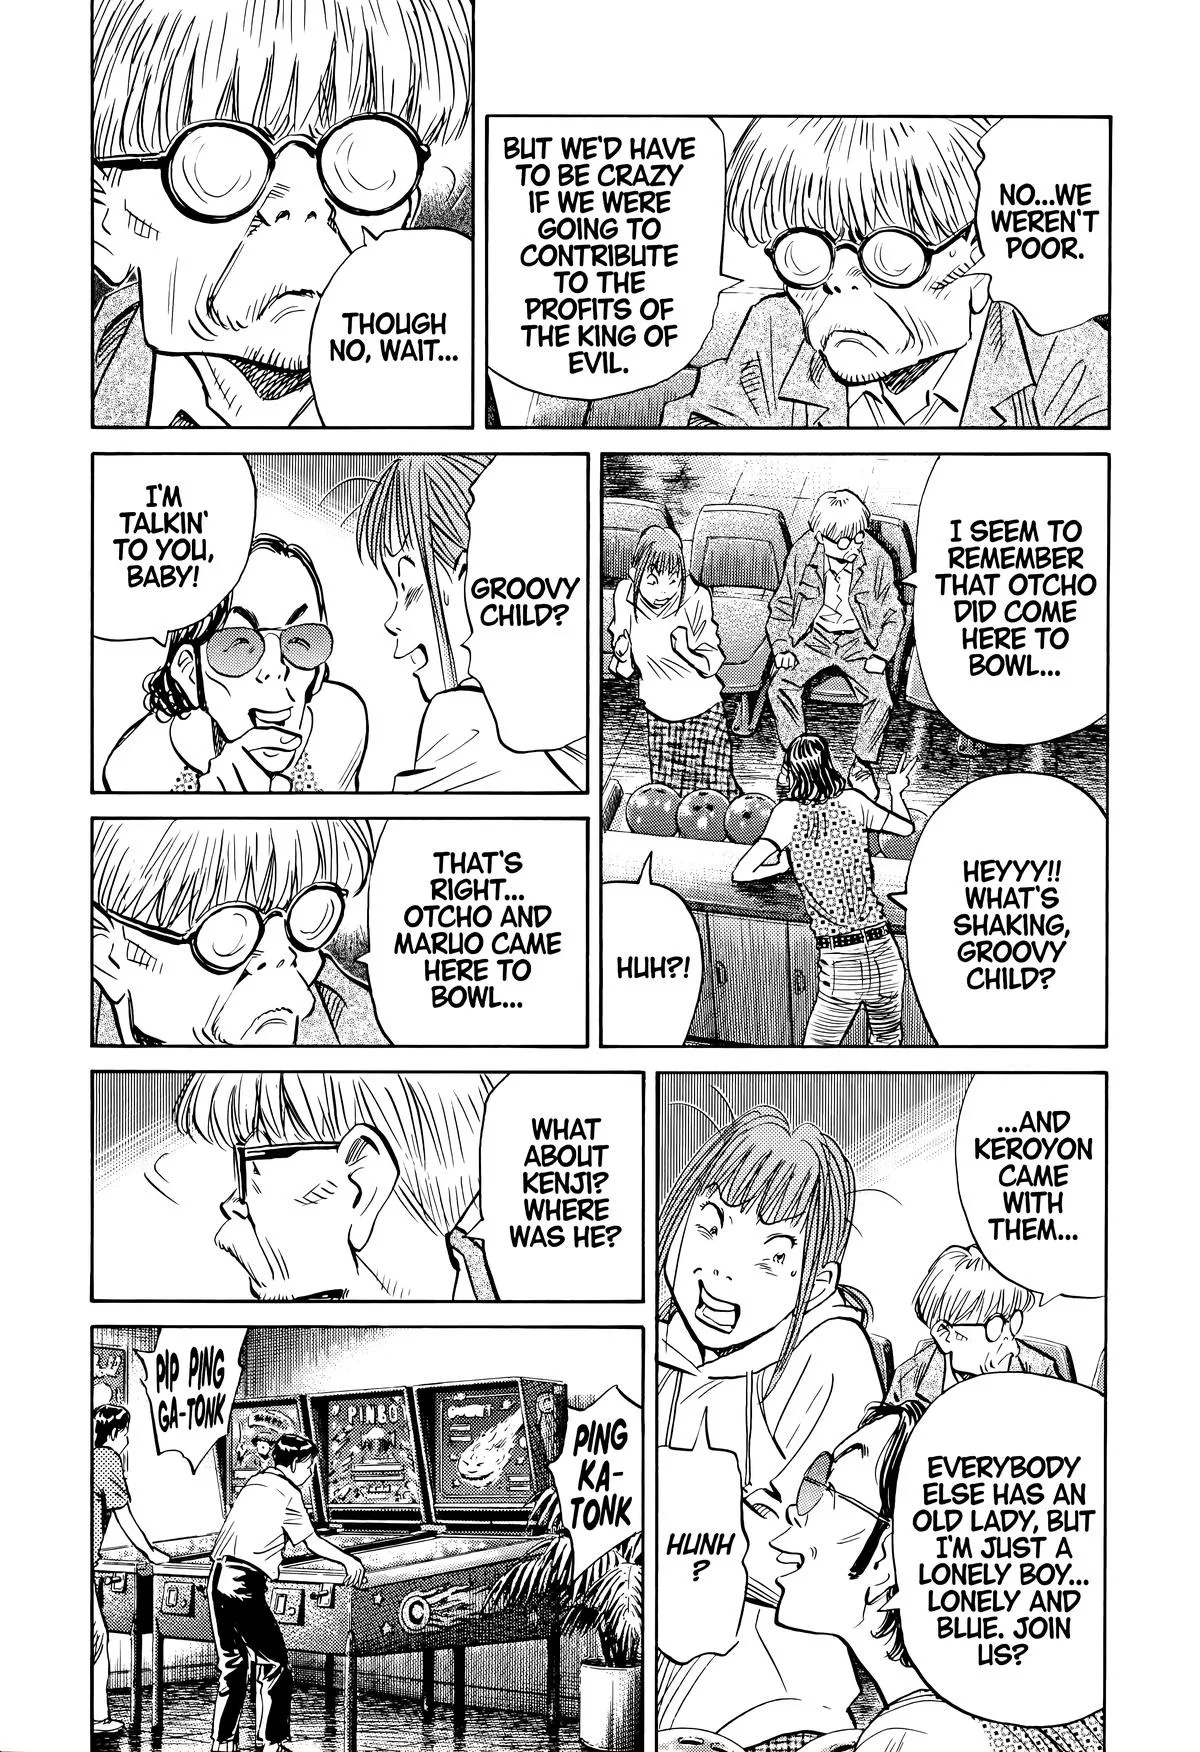 NO...WE
WEREN'T
POOR.
BUT WE'D HAVE
TO BE CRAZY
IF WE WERE
GOING TO
CONTRIBUTE
TO THE
PROFITS OF
THE KING OF
EVIL.
THOUGH
NO, WAIT...
I SEEM TO
REMEMBER
THAT OTCHO
DID COME
HERE TO
BOWL...
HEYYY!!
WHAT'S
SHAKING,
GROOVY
CHILD?
HUH?!
GROOVY
CHILD?
I'M
TALKIN'
TO YOU,
BABY!
THAT'S
RIGHT...
OTCHO AND
MARUO CAME
HERE TO
BOWL...
...AND
KEROYON
CAME
WITH
THEM...
EVERYBODY
ELSE HAS AN
OLD LADY, BUT
I'M JUST A
LONELY BOY...
LONELY AND
BLUE. JOIN
US?
HUNH
?
WHAT
ABOUT
KENJI?
WHERE
WAS HE?
PING
KA-
TONK
PIP PING
GA-TONK
PINBO